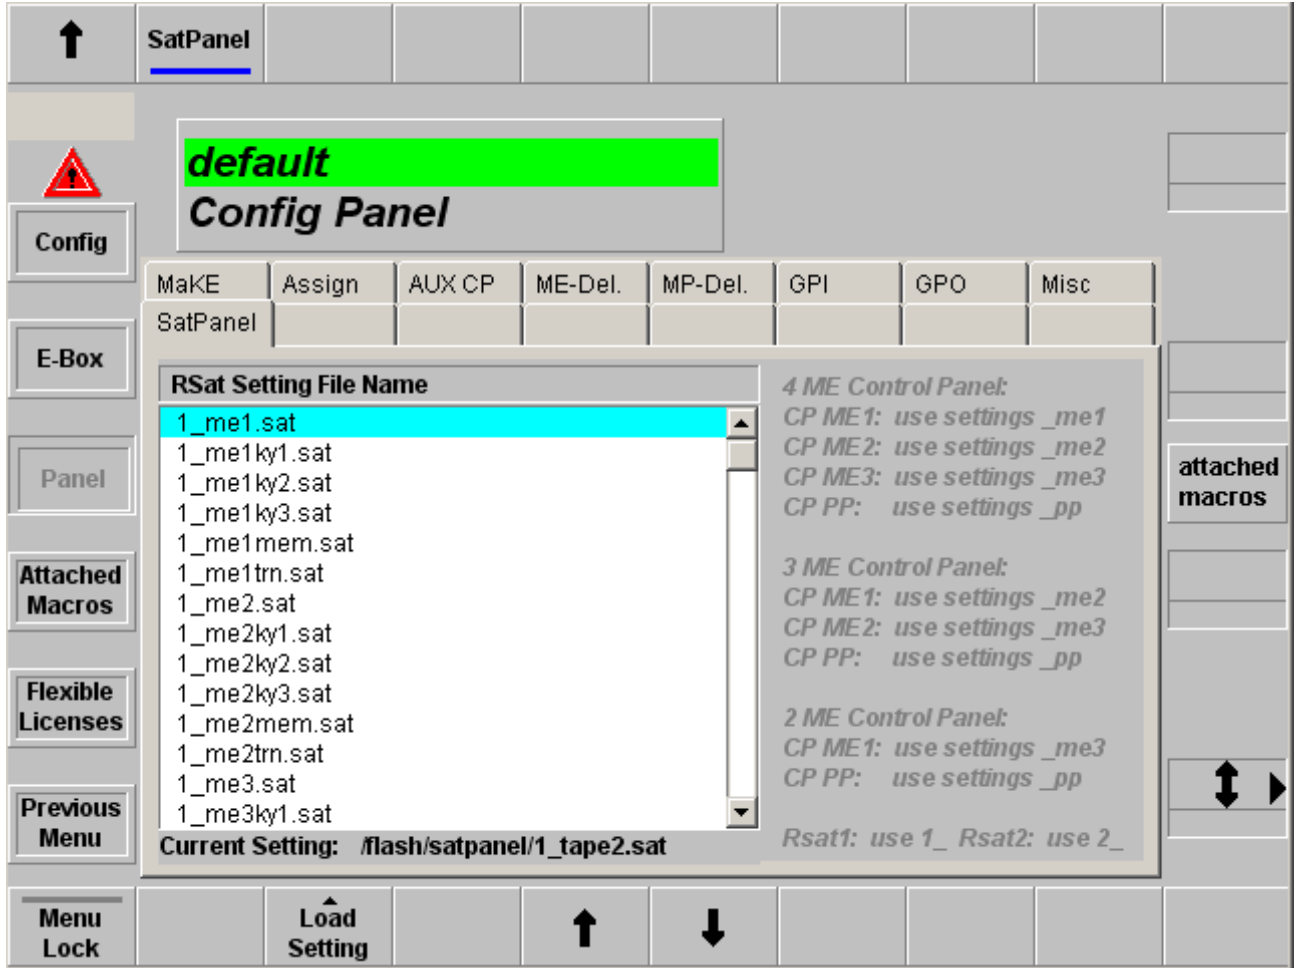 SatPanel
default
Config Panel
Config
E-Box
Panel
Attached
Macros
Flexible
Licenses
Previous
Menu
MaKE Assign AUX CP ME-Del. MP-Del. GPI GPO Misc
SatPanel
RSat Setting File Name
1_me1.sat
1_me1ky1.sat
1_me1ky2.sat
1_me1ky3.sat
1_me1mem.sat
1_me1trn.sat
1_me2.sat
1_me2ky1.sat
1_me2ky2.sat
1_me2ky3.sat
1_me2mem.sat
1_me2trn.sat
1_me3.sat
1_me3ky1.sat
Current Setting: /flash/satpanel/1_tape2.sat
4 ME Control Panel:
CP ME1: use settings _me1
CP ME2: use settings _me2
CP ME3: use settings _me3
CP PP: use settings _pp
3 ME Control Panel:
CP ME1: use settings _me2
CP ME2: use settings _me3
CP PP: use settings _pp
2 ME Control Panel:
CP ME1: use settings _me3
CP PP: use settings _pp
Rsat1: use 1_ Rsat2: use 2_
attached
macros
Menu
Lock
Load
Setting